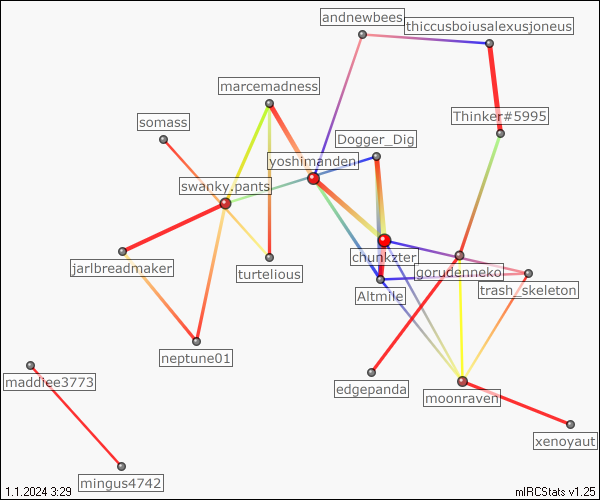 andnewbees
thiccusboiusalexusjoneus
marcemadness
somass
Thinker#5995
Dogger_Dig
yoshimanden
swanky.pants
chunkzter
jarlbreadmaker
turtelious
gorudenneko
trash_skeleton
Altmile
neptune01
maddiee3773
edgepanda
moonraven
xenoyaut
mingus4742
1.1.2024 3:29
mIRCStats v1.25